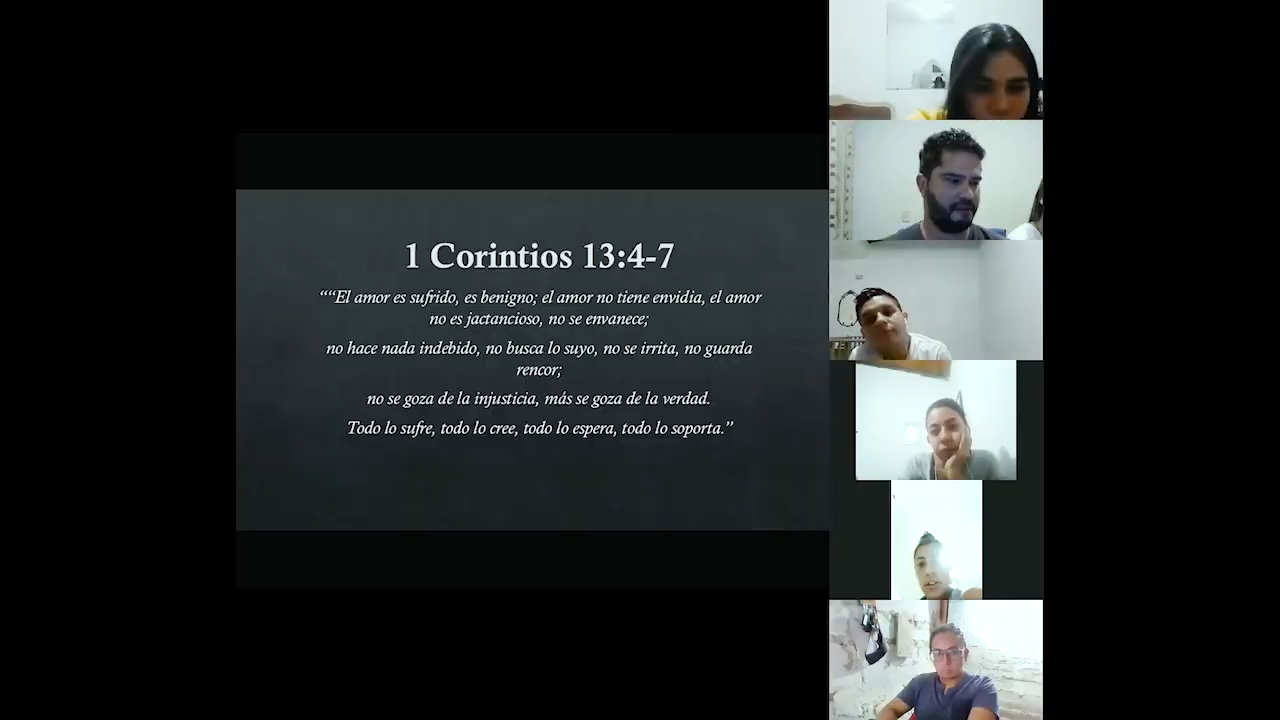 1 Corintios 13:4-7
““El amor es sufrido, es benigno; el amor no tiene envidia, el amor
no es jactancioso, no se envanece;
no hace nada indebido, no busca lo suyo, no se irrita, no guarda
rencor;
no se goza de la injusticia, más se goza de la verdad.
Todo lo sufre, todo lo cree, todo lo espera, todo lo soporta.”